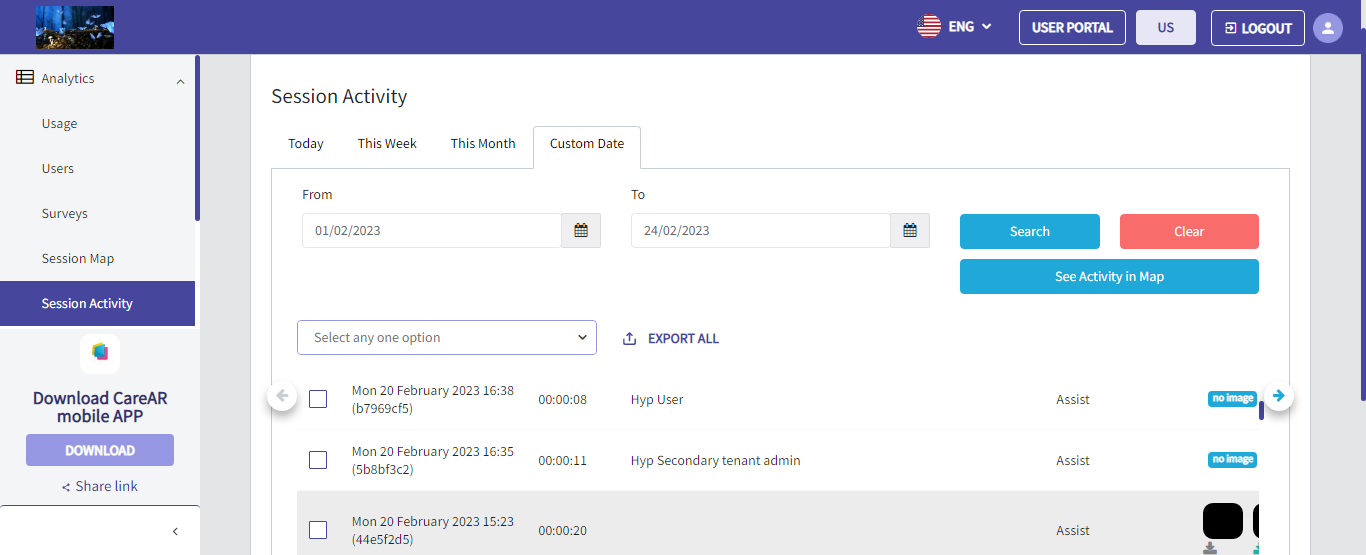 ENG
USER PORTAL
US
LOGOUT
Analytics
Usage
Users
Surveys
Session Map
Session Activity
Download CareAR
mobile APP
DOWNLOAD
Share link
Session Activity
Today
This Week
This Month
Custom Date
From
To
01/02/2023
24/02/2023
Search
Clear
See Activity in Map
Select any one option
EXPORT ALL
Mon 20 February 2023 16:38
(b7969cf5)
00:00:08
Hyp User
Assist
no image
Mon 20 February 2023 16:35
(5b8bf3c2)
00:00:11
Hyp Secondary tenant admin
Assist
no image
Mon 20 February 2023 15:23
(44e5f2d5)
00:00:20
Assist